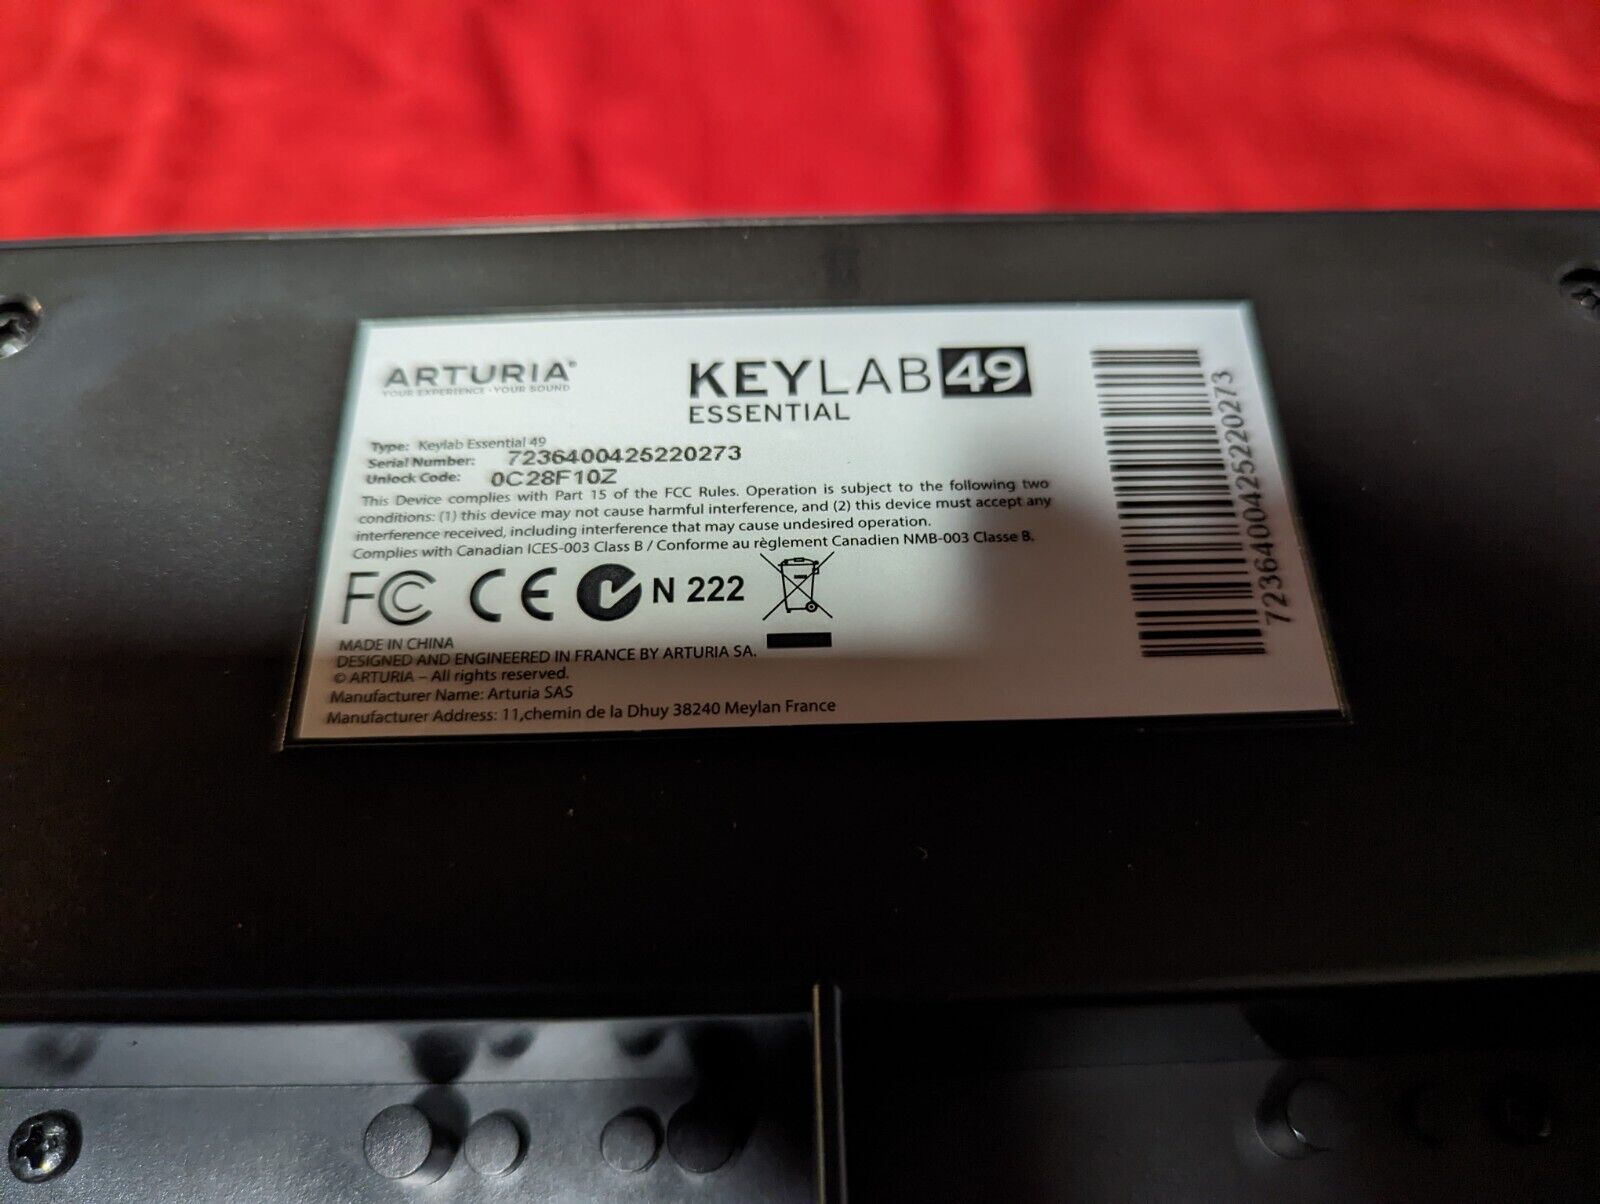 ARTURIA®
YOUR EXPERIENCE · YOUR SOUND
KEYLAB 49
ESSENTIAL
Type: Keylab Essential 49
Serial Number: 7236400425220273
Unlock Code: 0C28F10Z
This Device complies with Part 15 of the FCC Rules. Operation is subject to the following two
conditions: (1) this device may not cause harmful interference, and (2) this device must accept any
interference received, including interference that may cause undesired operation.
Complies with Canadian ICES-003 Class B / Conforme au règlement Canadien NMB-003 Classe B.
FC CE N 222
MADE IN CHINA
DESIGNED AND ENGINEERED IN FRANCE BY ARTURIA SA.
© ARTURIA – All rights reserved.
Manufacturer Name: Arturia SAS
Manufacturer Address: 11,chemin de la Dhuy 38240 Meylan France
7236400425220273